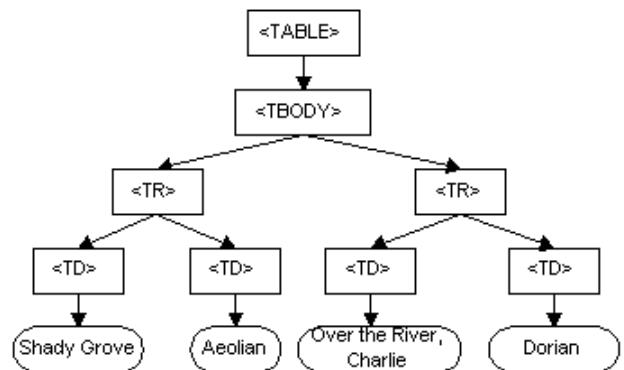 <TABLE>
<TBODY>
<TR>
<TR>
<TD>
<TD>
<TD>
<TD>
Shady Grove
Aeolian
Over the River,
Charlie
Dorian